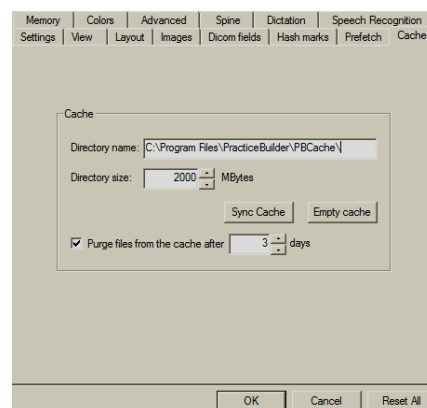 Memory Colors Advanced Spine Dictation Speech Recognition
Settings View Layout Images Dicom fields Hash marks Prefetch Cache
Cache
Directory name: C:\Program Files\PracticeBuilder\PBCache\
Directory size: 2000 MBytes
Sync Cache Empty cache
Purge files from the cache after 3 days
OK Cancel Reset All